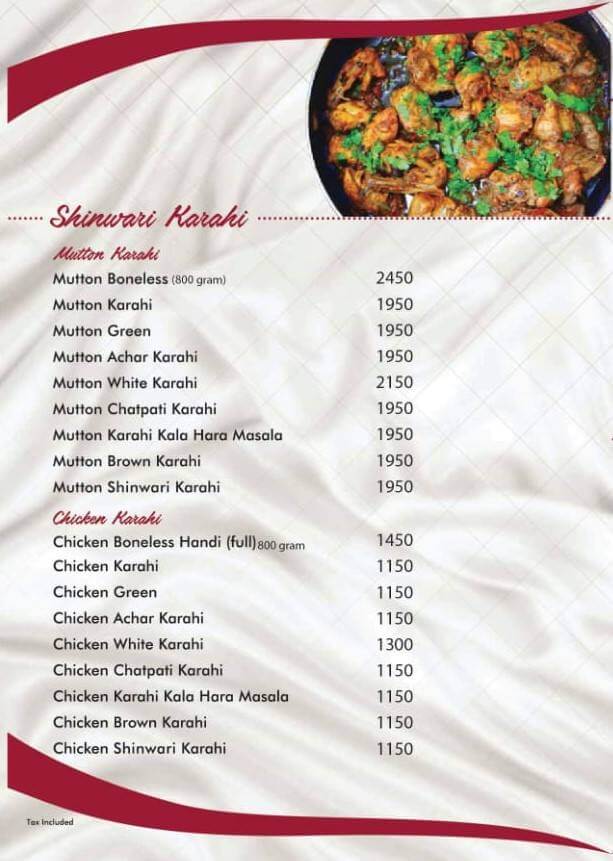 Shinwari Karahi
Mutton Karahi
Mutton Boneless (800 gram) 2450
Mutton Karahi 1950
Mutton Green 1950
Mutton Achar Karahi 1950
Mutton White Karahi 2150
Mutton Chatpati Karahi 1950
Mutton Karahi Kala Hara Masala 1950
Mutton Brown Karahi 1950
Mutton Shinwari Karahi 1950
Chicken Karahi
Chicken Boneless Handi (full) 800 gram 1450
Chicken Karahi 1150
Chicken Green 1150
Chicken Achar Karahi 1150
Chicken White Karahi 1300
Chicken Chatpati Karahi 1150
Chicken Karahi Kala Hara Masala 1150
Chicken Brown Karahi 1150
Chicken Shinwari Karahi 1150
Tax Included